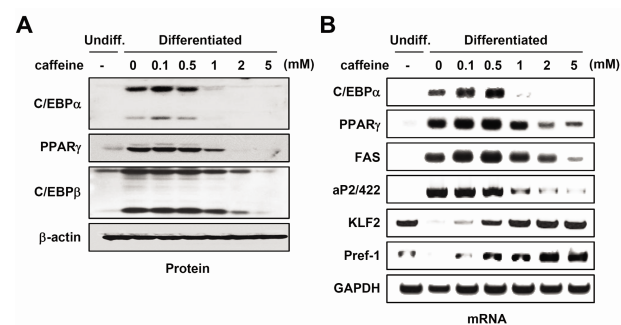 A
Undiff. Differentiated
caffeine - 0 0.1 0.5 1 2 5 (mM)
C/EBPα
PPARγ
C/EBPβ
β-actin
Protein
B
Undiff. Differentiated
caffeine - 0 0.1 0.5 1 2 5 (mM)
C/EBPα
PPARγ
FAS
aP2/422
KLF2
Pref-1
GAPDH
mRNA